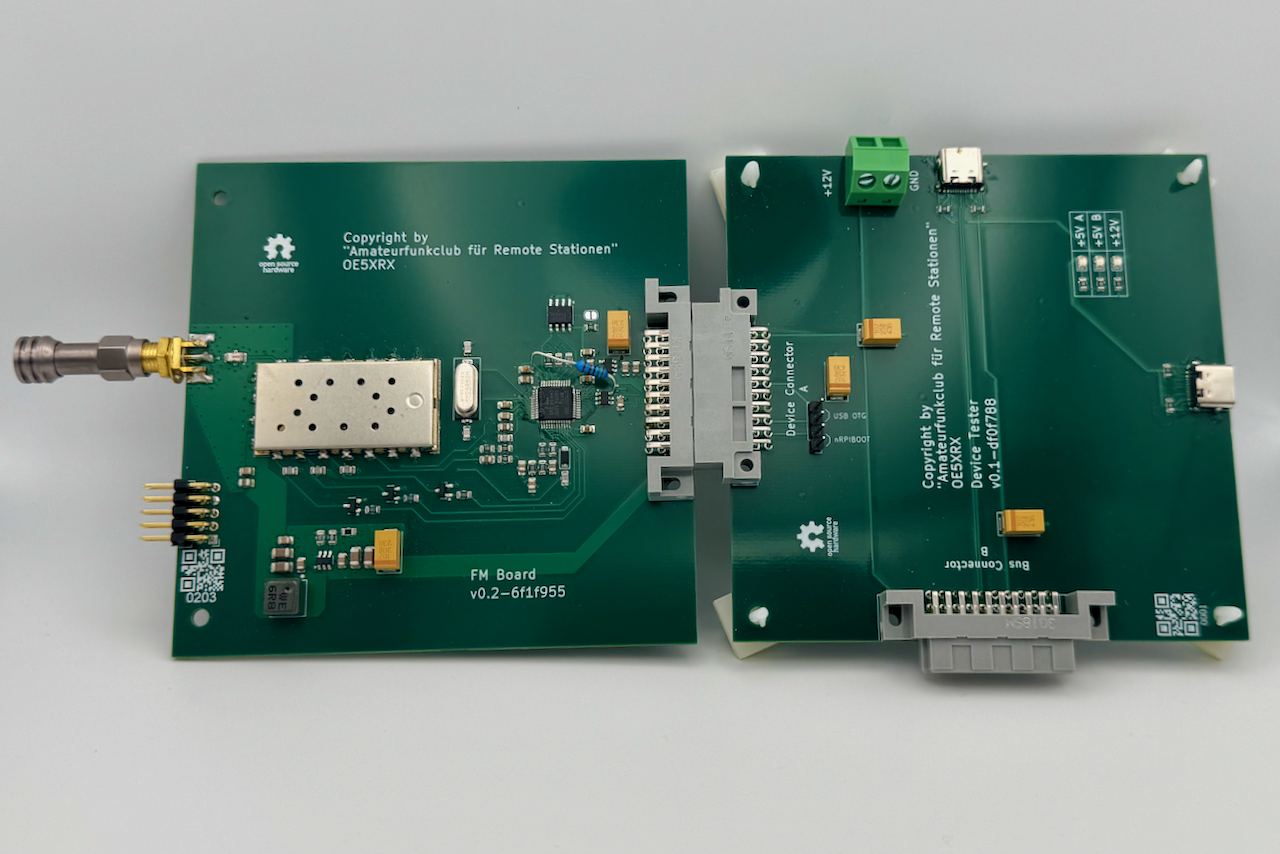 open source
hardware
Copyright by
"Amateurfunkclub für Remote Stationen"
OE5XRX
0203
6R8
FM Board
v0.2-6f1f955
+12V
GND
+5V A
+5V B
+12V
Device Connector
A
USB OTG
nRPIBOOT
Copyright by
"Amateurfunkclub für Remote Stationen"
OE5XRX
Device Tester
v0.1-df0f788
open source
hardware
Bus Connector
B
0001